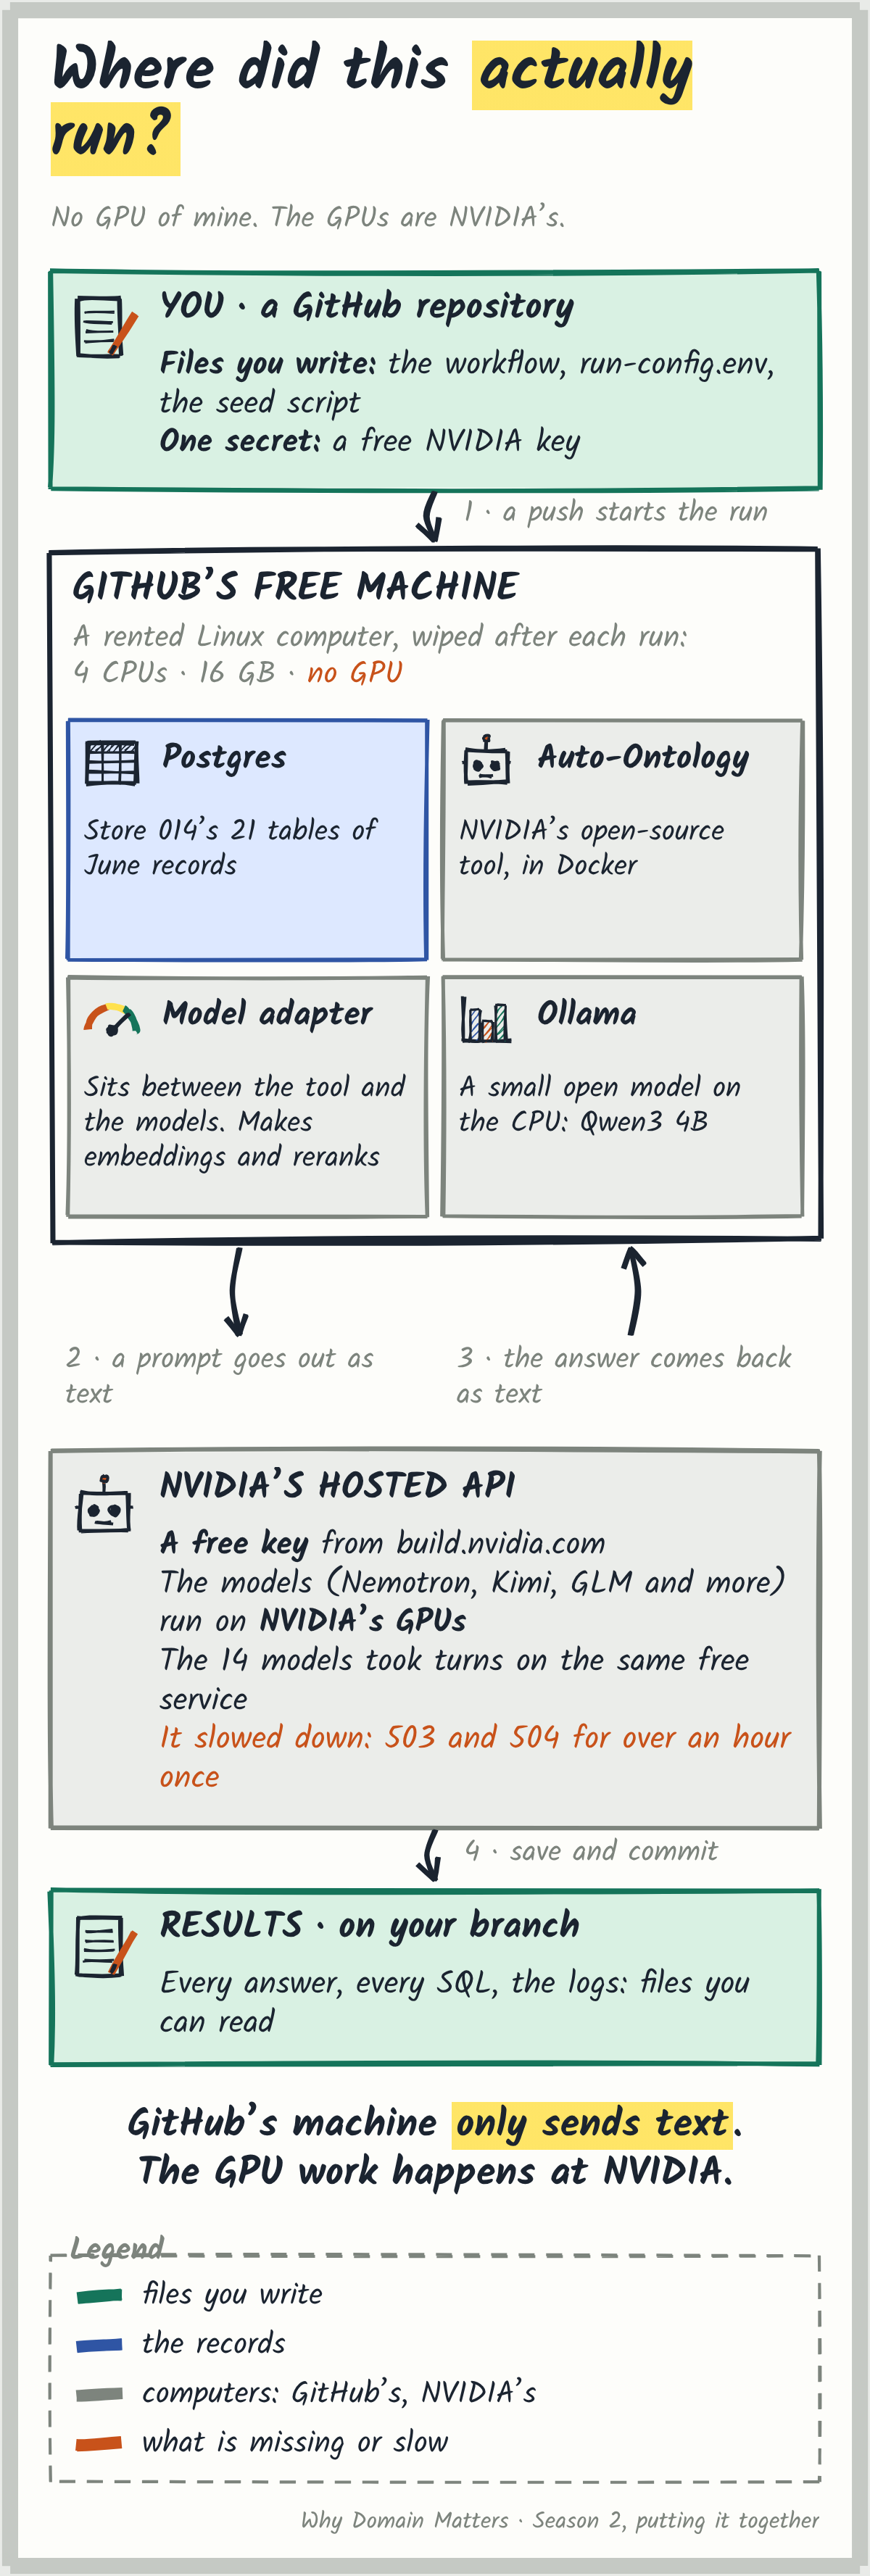 Where did this actually
run?
No GPU of mine. The GPUs are NVIDIA’s.
YOU · a GitHub repository
Files you write: the workflow, run-config.env,
the seed script
One secret: a free NVIDIA key
1 · a push starts the run
GITHUB’S FREE MACHINE
A rented Linux computer, wiped after each run:
4 CPUs · 16 GB · no GPU
Postgres
Store 014’s 21 tables of
June records
Auto-Ontology
NVIDIA’s open-source
tool, in Docker
Model adapter
Sits between the tool and
the models. Makes
embeddings and reranks
Ollama
A small open model on
the CPU: Qwen3 4B
2 · a prompt goes out as
text
3 · the answer comes back
as text
NVIDIA’S HOSTED API
A free key from build.nvidia.com
The models (Nemotron, Kimi, GLM and more)
run on NVIDIA’s GPUs
The 14 models took turns on the same free
service
It slowed down: 503 and 504 for over an hour
once
4 · save and commit
RESULTS · on your branch
Every answer, every SQL, the logs: files you
can read
GitHub’s machine only sends text.
The GPU work happens at NVIDIA.
Legend
files you write
the records
computers: GitHub’s, NVIDIA’s
what is missing or slow
Why Domain Matters · Season 2, putting it together